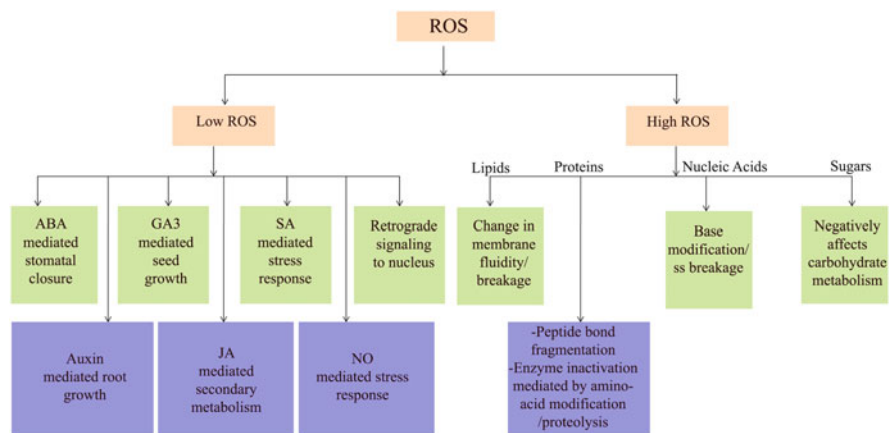 ROS
Low ROS
High ROS
Lipids
Proteins
Nucleic Acids
Sugars
ABA
mediated
stomatal
closure
GA3
mediated
seed
growth
SA
mediated
stress
response
Retrograde
signaling
to nucleus
Change in
membrane
fluidity/
breakage
Base
modification/
ss breakage
Negatively
affects
carbohydrate
metabolism
Auxin
mediated root
growth
JA
mediated
secondary
metabolism
NO
mediated stress
response
-Peptide bond
fragmentation
-Enzyme inactivation
mediated by amino-
acid modification
/proteolysis